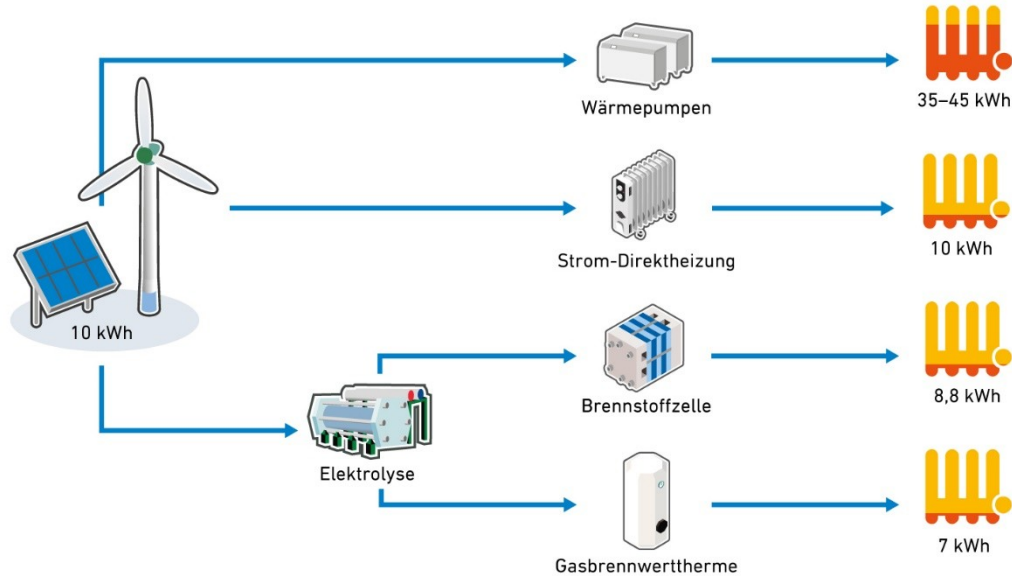 Wärmepumpen
35–45 kWh
Strom-Direktheizung
10 kWh
10 kWh
Brennstoffzelle
8,8 kWh
Elektrolyse
Gasbrennwerttherme
7 kWh